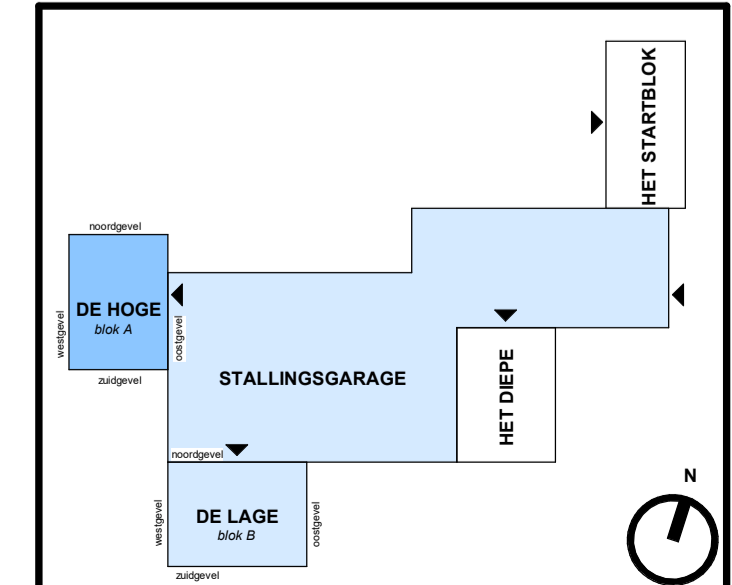 HET STARTBLOK
noordgevel
DE HOGE
blok A
westgevel
oostgevel
zuidgevel
STALLINGSGARAGE
HET DIEPE
noordgevel
DE LAGE
blok B
westgevel
oostgevel
zuidgevel
N